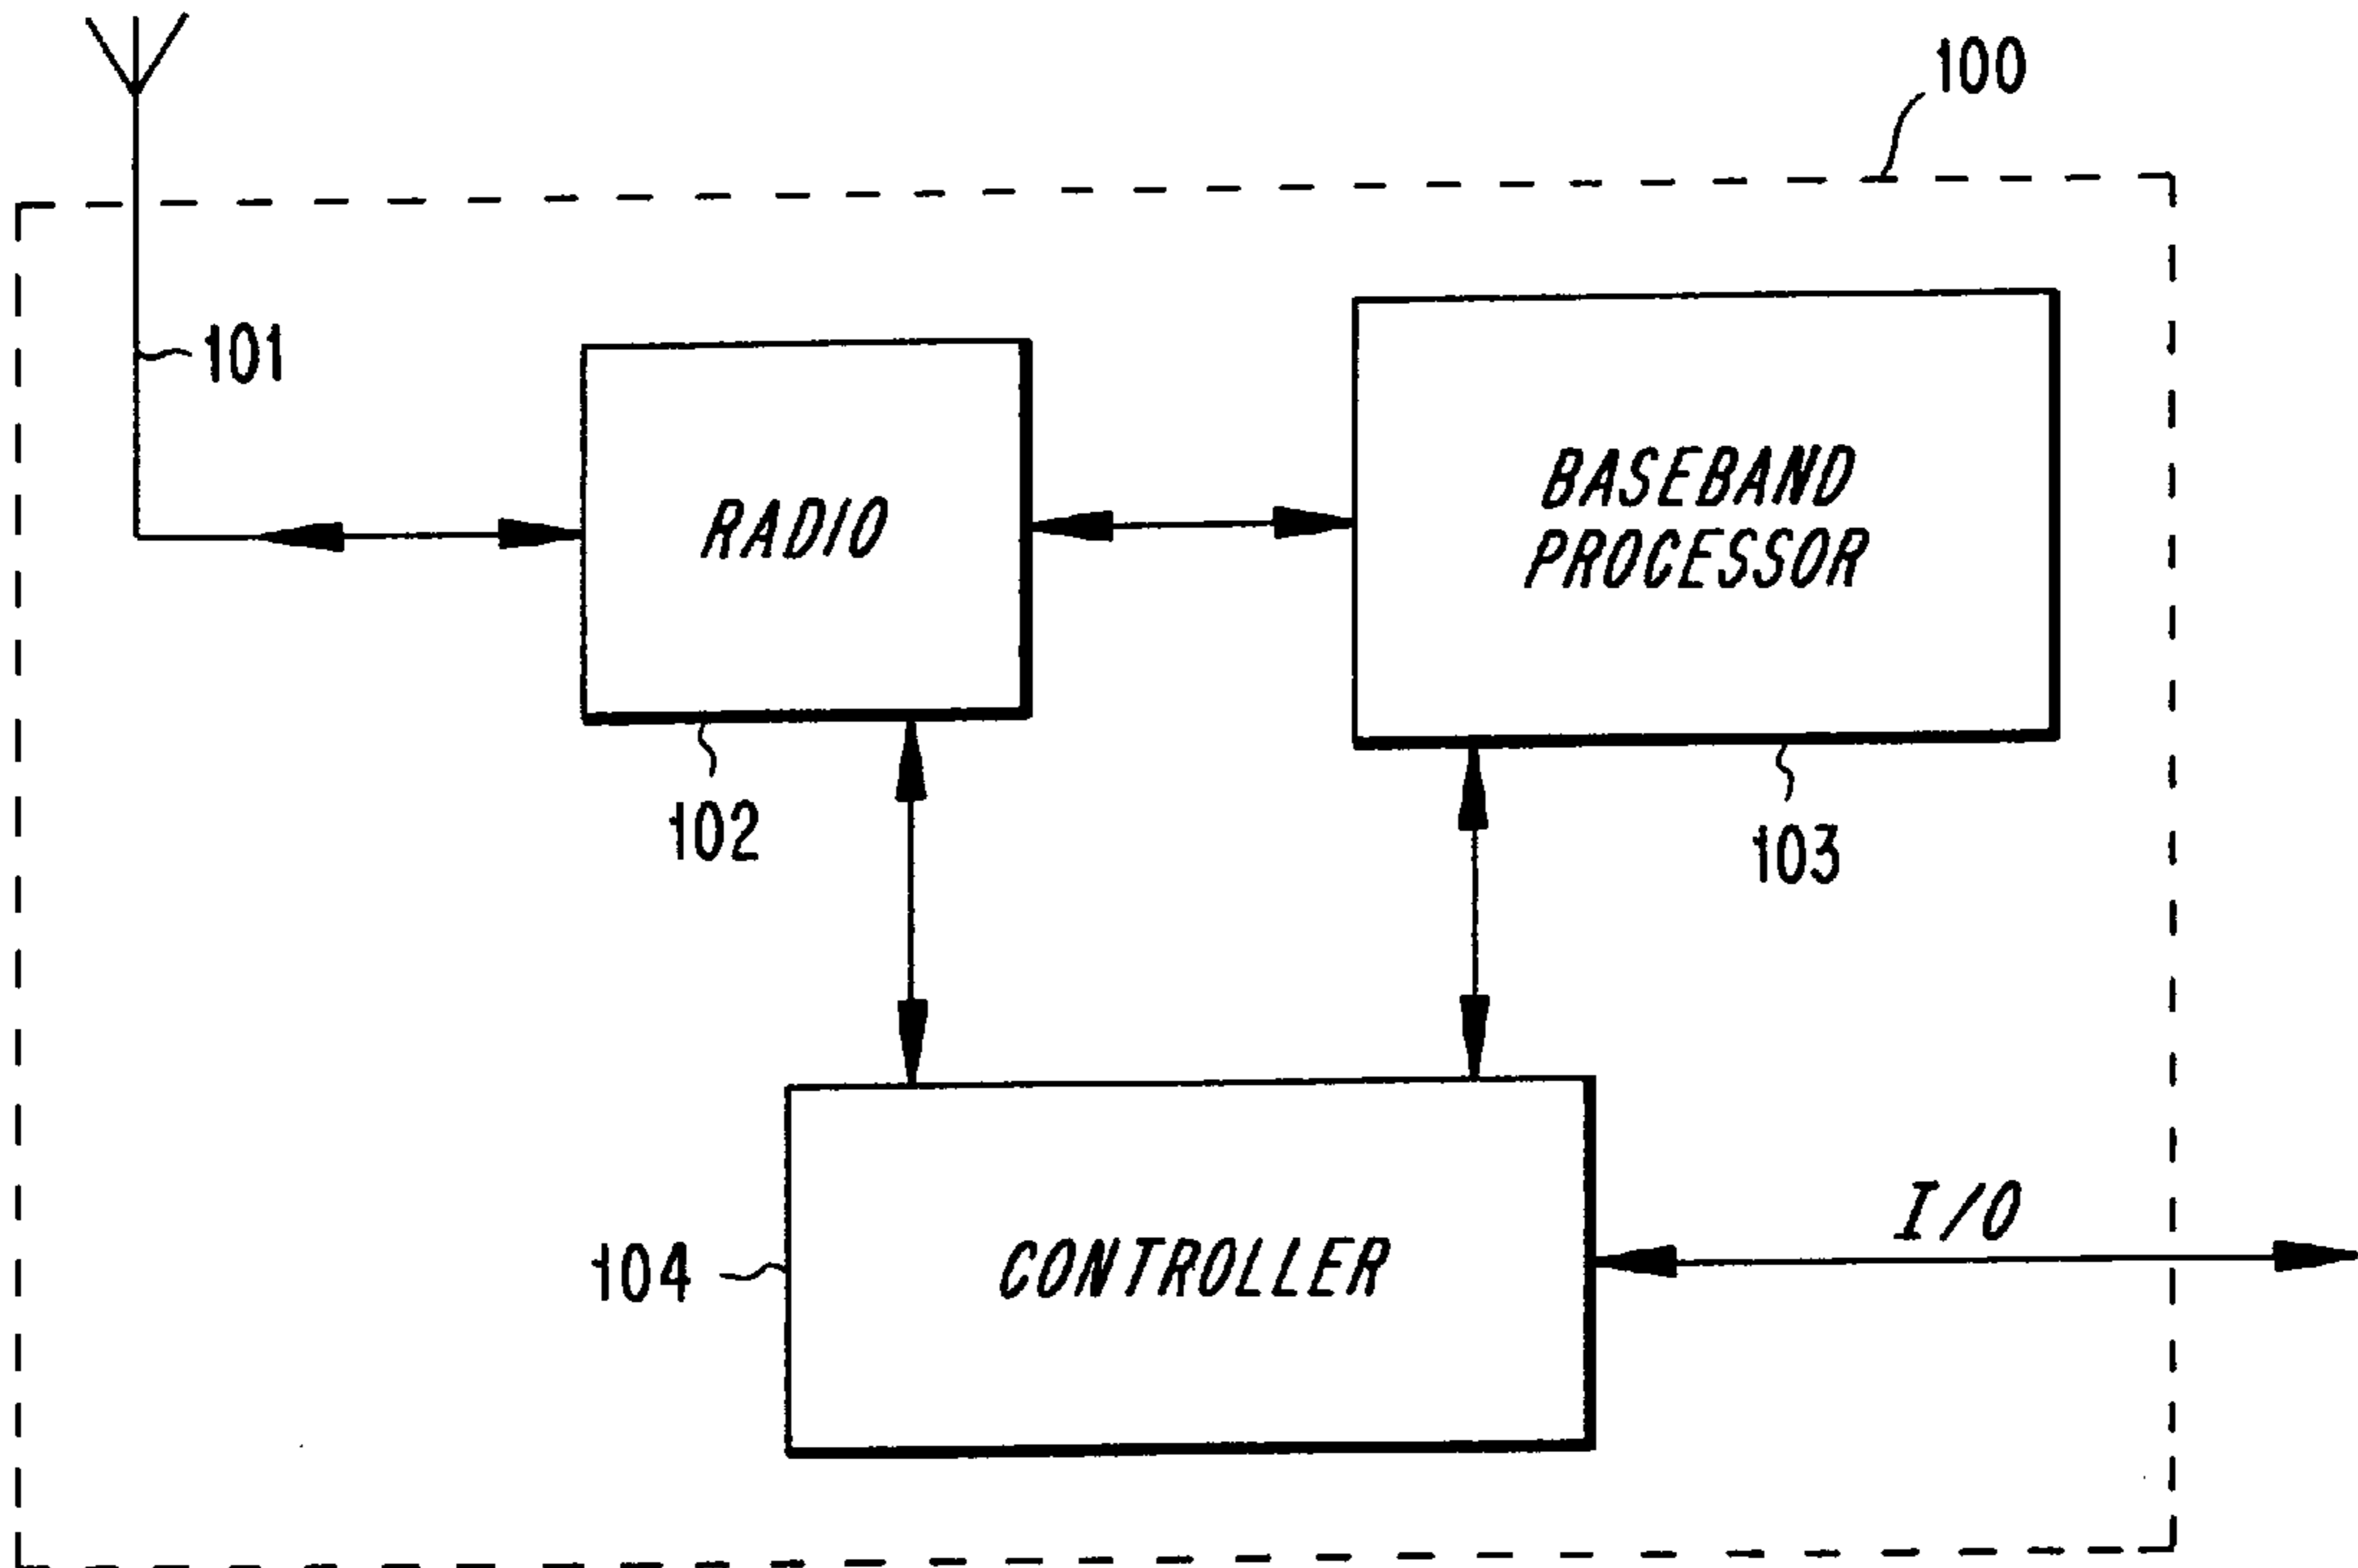 100
101
RADIO
BASEBAND
PROCESSOR
102
103
104
CONTROLLER
I/O